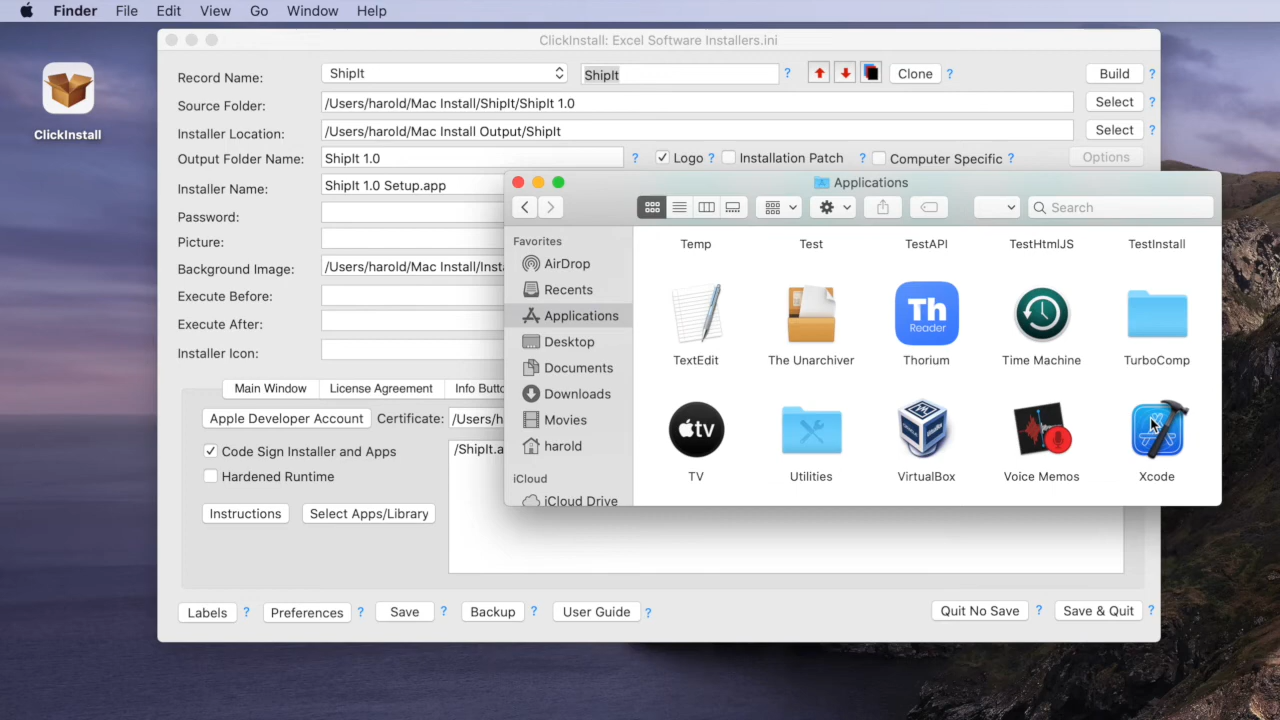 Finder File Edit View Go Window Help
ClickInstall
ClickInstall: Excel Software Installers.ini
Record Name: ShipIt ShipIt ? Clone ? Build ?
Source Folder: /Users/harold/Mac Install/ShipIt/ShipIt 1.0 Select ?
Installer Location: /Users/harold/Mac Install Output/ShipIt Select ?
Output Folder Name: ShipIt 1.0 ? Logo ? Installation Patch ? Computer Specific ? Options
Installer Name: ShipIt 1.0 Setup.app
Password:
Picture:
Background Image: /Users/harold/Mac Install/Inst
Execute Before:
Execute After:
Installer Icon:
Main Window License Agreement Info Butto
Apple Developer Account Certificate: /Users/h
Code Sign Installer and Apps /ShipIt.a
Hardened Runtime
Instructions Select Apps/Library
Labels ? Preferences ? Save ? Backup ? User Guide ? Quit No Save ? Save & Quit ?
Applications
Search
Favorites
AirDrop
Recents
Applications
Desktop
Documents
Downloads
Movies
harold
iCloud
iCloud Drive
Temp Test TestAPI TestHtmlJS TestInstall
Th
Reader
TextEdit The Unarchiver Thorium Time Machine TurboComp
tv
TV Utilities VirtualBox Voice Memos Xcode